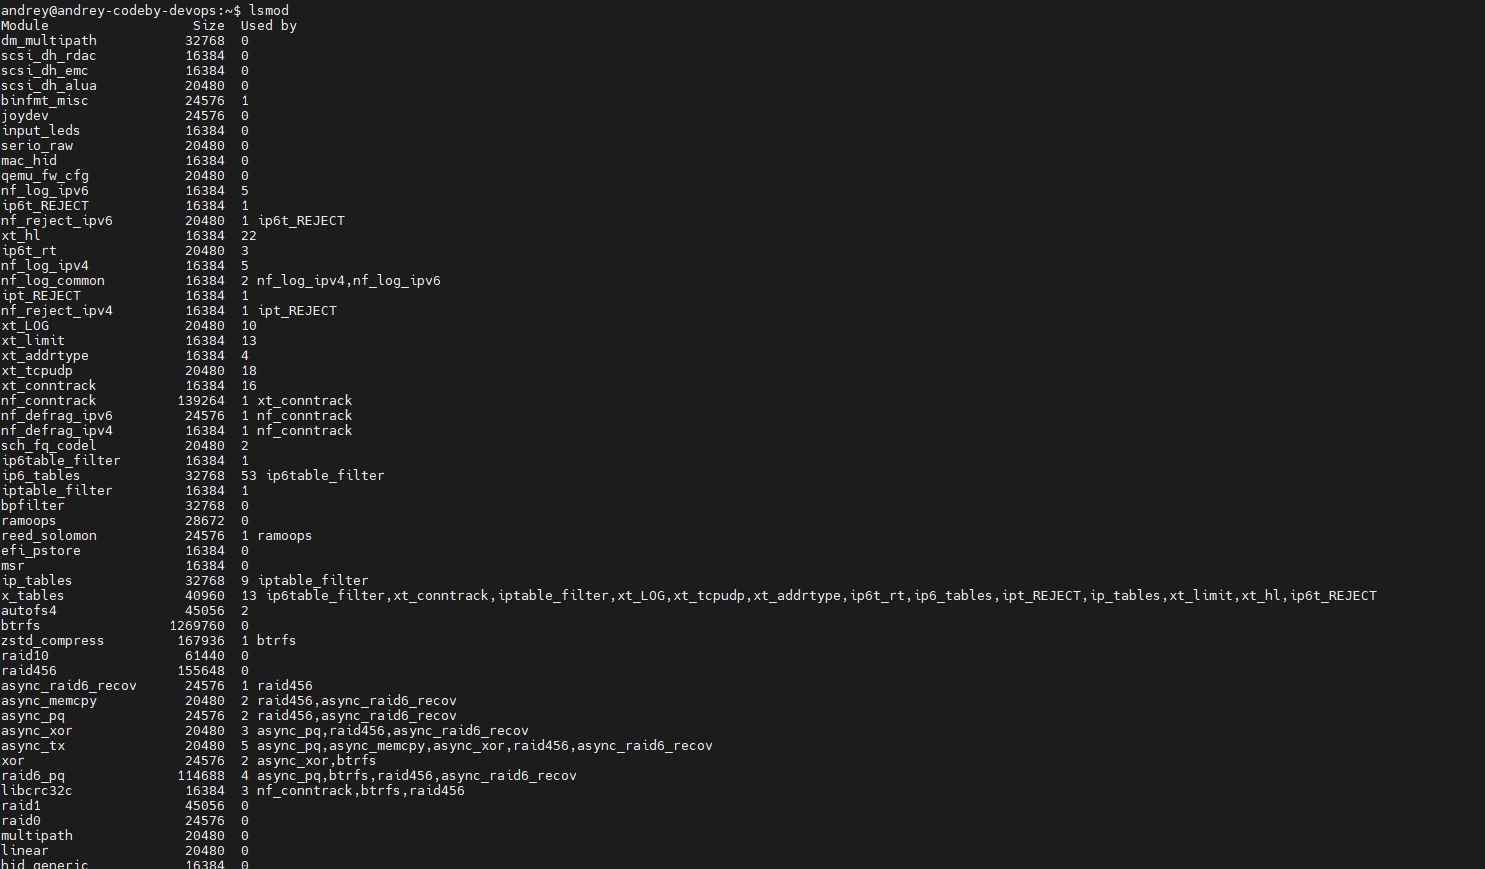 andrey@andrey-codeby-devops:~$ lsmod
Module                  Size  Used by
dm_multipath           32768  0
scsi_dh_rdac           16384  0
scsi_dh_emc            16384  0
scsi_dh_alua           20480  0
binfmt_misc            24576  1
joydev                 24576  0
input_leds             16384  0
serio_raw              20480  0
mac_hid                16384  0
qemu_fw_cfg            20480  0
nf_log_ipv6            16384  5
ip6t_REJECT            16384  1
nf_reject_ipv6         20480  1 ip6t_REJECT
xt_hl                  16384  22
ip6t_rt                20480  3
nf_log_ipv4            16384  5
nf_log_common          16384  2 nf_log_ipv4,nf_log_ipv6
ipt_REJECT             16384  1
nf_reject_ipv4         16384  1 ipt_REJECT
xt_LOG                 20480  10
xt_limit               16384  13
xt_addrtype            16384  4
xt_tcpudp              20480  18
xt_conntrack           16384  16
nf_conntrack          139264  1 xt_conntrack
nf_defrag_ipv6         24576  1 nf_conntrack
nf_defrag_ipv4         16384  1 nf_conntrack
sch_fq_codel           20480  2
ip6table_filter        16384  1
ip6_tables             32768  53 ip6table_filter
iptable_filter         16384  1
bpfilter               32768  0
ramoops                28672  0
reed_solomon           24576  1 ramoops
efi_pstore             16384  0
msr                    16384  0
ip_tables              32768  9 iptable_filter
x_tables               40960  13 ip6table_filter,xt_conntrack,iptable_filter,xt_LOG,xt_tcpudp,xt_addrtype,ip6t_rt,ip6_tables,ipt_REJECT,ip_tables,xt_limit,xt_hl,ip6t_REJECT
autofs4                45056  2
btrfs                1269760  0
zstd_compress         167936  1 btrfs
raid10                 61440  0
raid456               155648  0
async_raid6_recov      24576  1 raid456
async_memcpy           20480  2 raid456,async_raid6_recov
async_pq               24576  2 raid456,async_raid6_recov
async_xor              20480  3 async_pq,raid456,async_raid6_recov
async_tx               20480  5 async_pq,async_memcpy,async_xor,raid456,async_raid6_recov
xor                    24576  2 async_xor,btrfs
raid6_pq              114688  4 async_pq,btrfs,raid456,async_raid6_recov
libcrc32c              16384  3 nf_conntrack,btrfs,raid456
raid1                  45056  0
raid0                  24576  0
multipath              20480  0
linear                 20480  0
hid_generic            16384  0